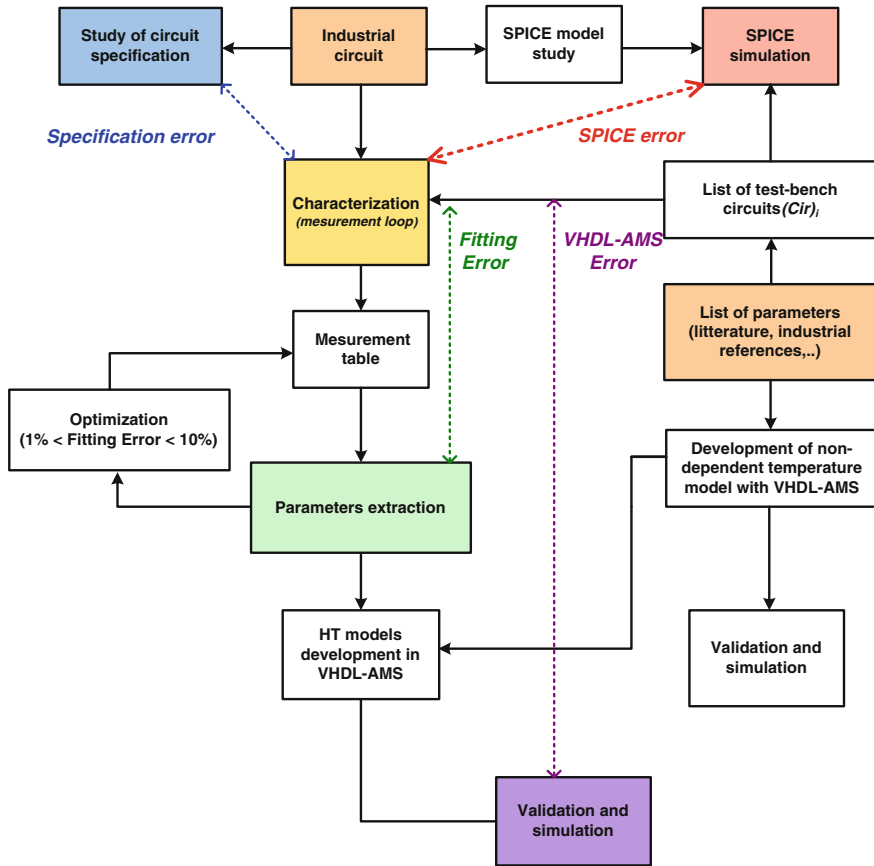 Study of circuit
specification
Industrial
circuit
SPICE model
study
SPICE
simulation
Specification error
SPICE error
Characterization
(mesurement loop)
List of test-bench
circuits(Cir)i
Fitting
Error
VHDL-AMS
Error
Mesurement
table
List of parameters
(litterature, industrial
references,..)
Optimization
(1% < Fitting Error < 10%)
Development of non-
dependent temperature
model with VHDL-AMS
Parameters extraction
HT models
development in
VHDL-AMS
Validation and
simulation
Validation and
simulation